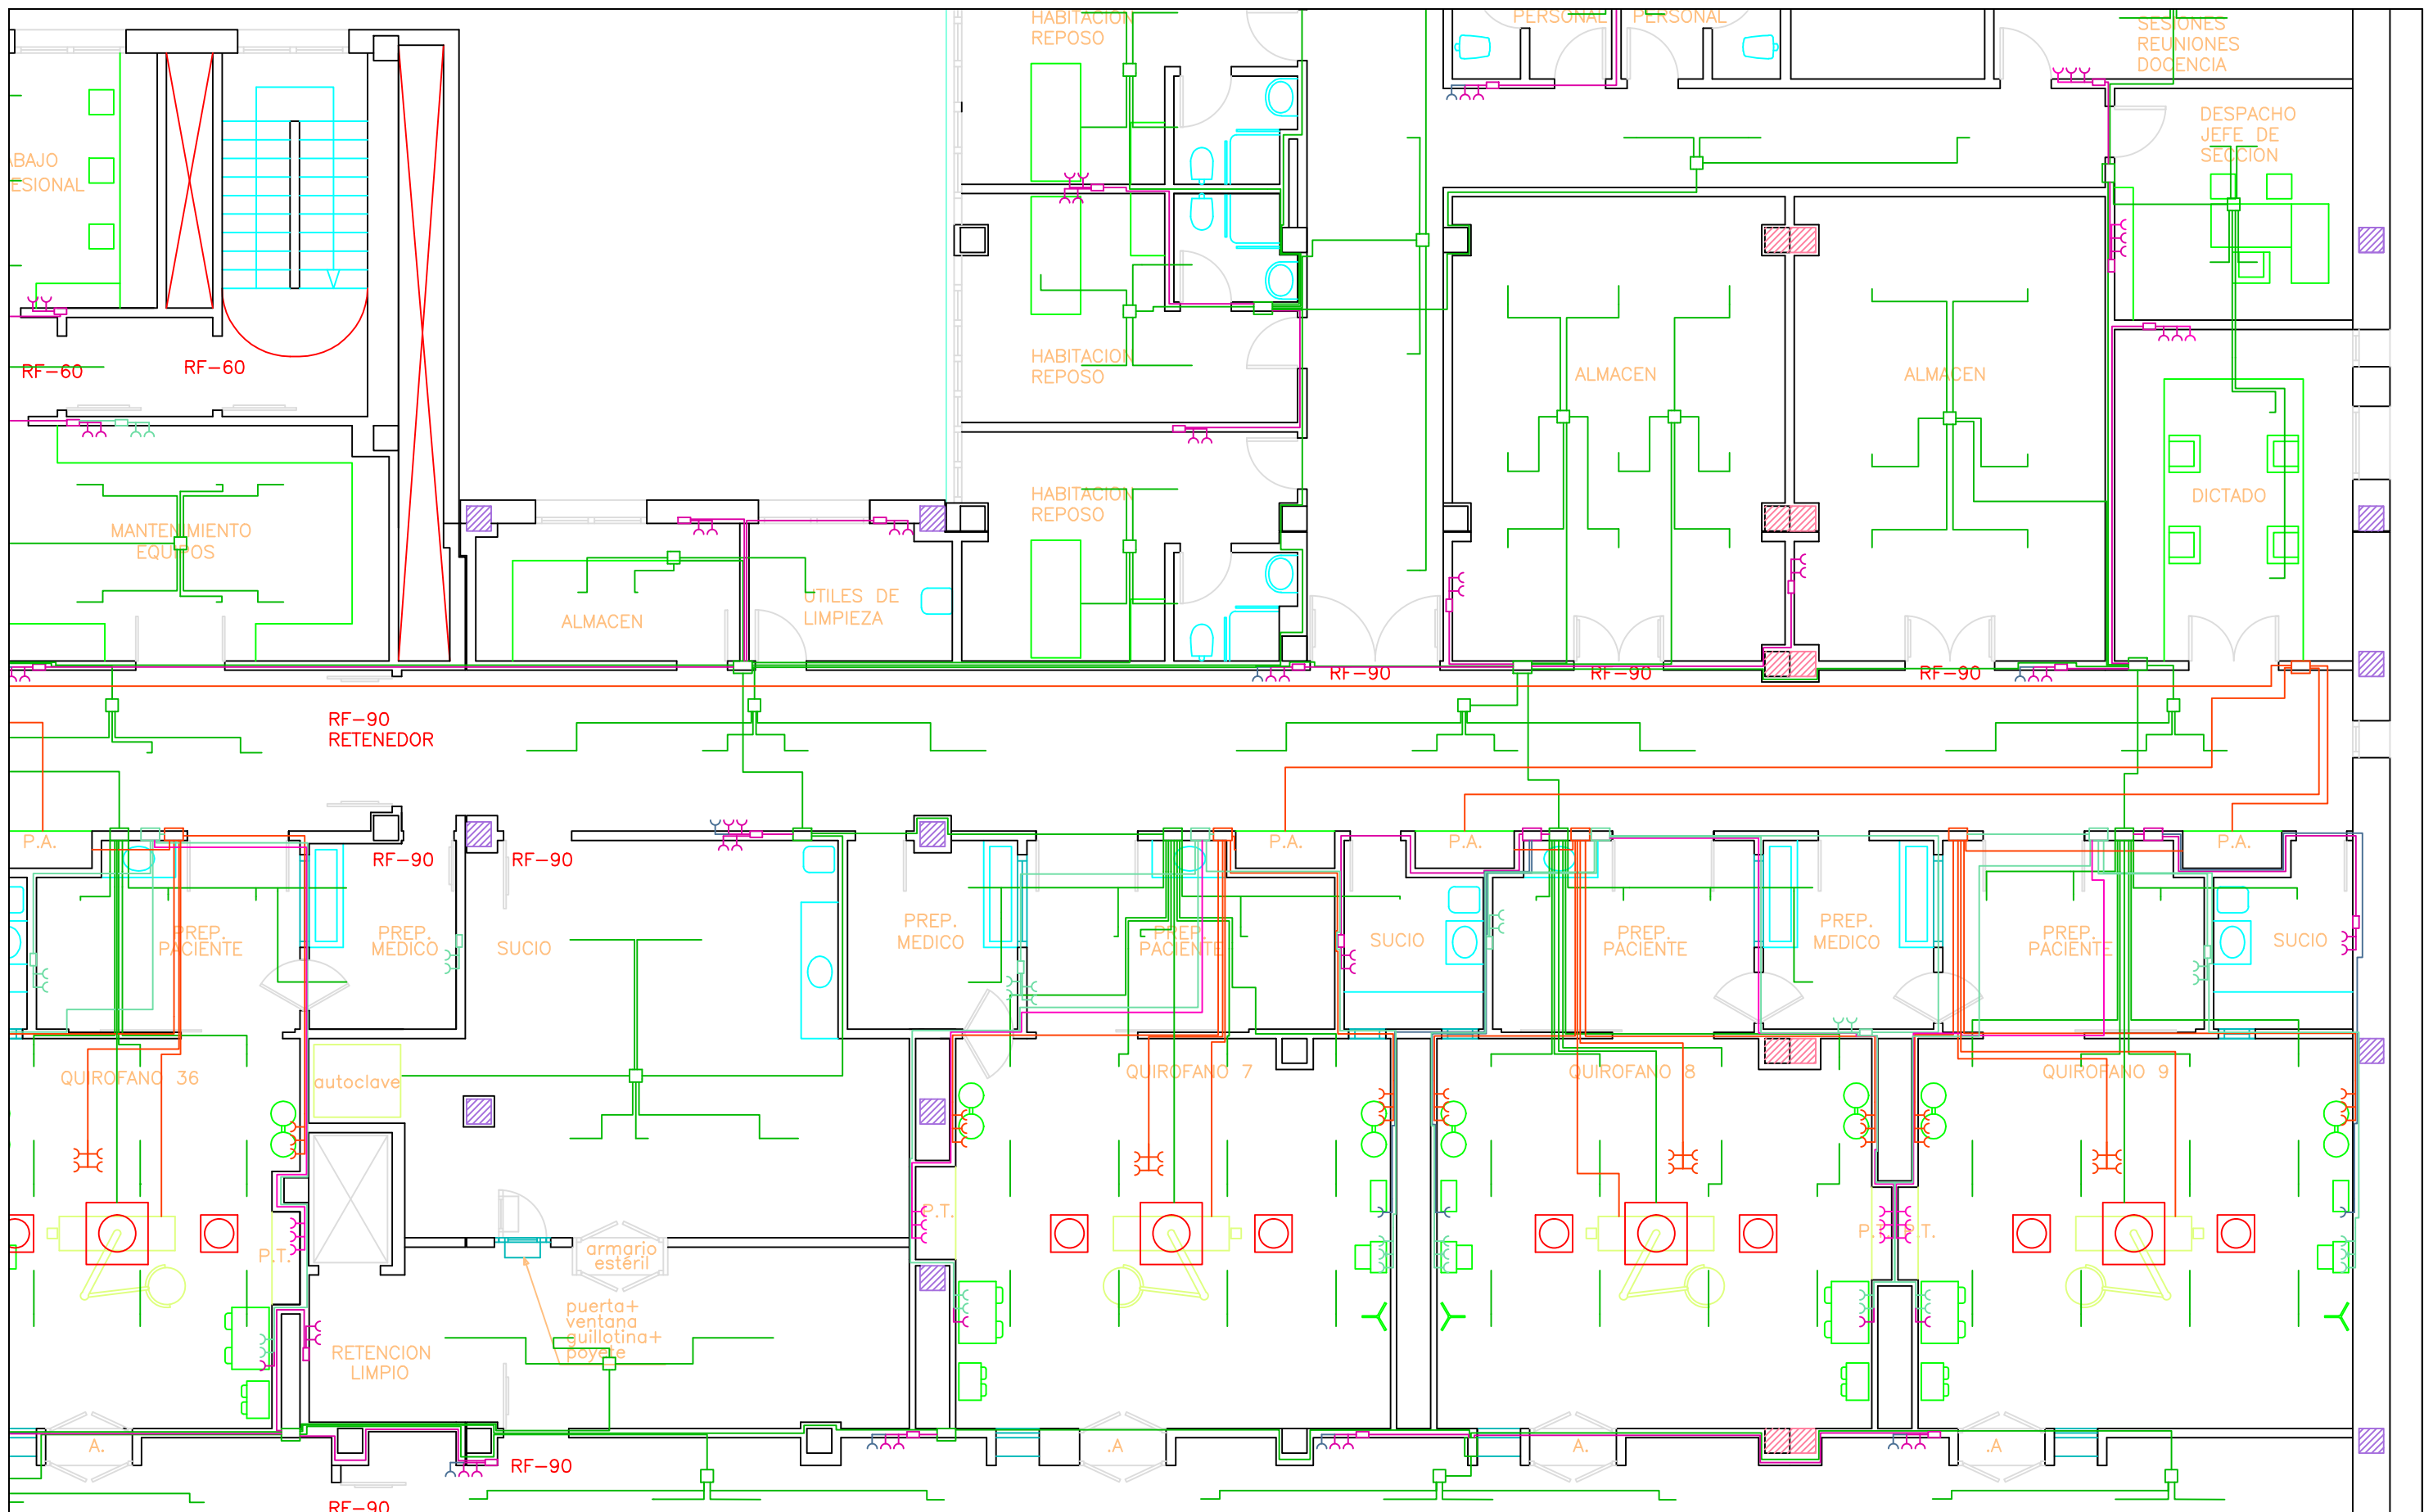 HABITACION
REPOSO
PERSONAL
PERSONAL
SESIONES
REUNIONES
DOCENCIA
DESPACHO
JEFE DE
SECCION
ABAJO
ESIONAL
RF-60
RF-60
HABITACION
REPOSO
ALMACEN
ALMACEN
HABITACION
REPOSO
DICTADO
MANTENIMIENTO
EQUIPOS
ALMACEN
UTILES DE
LIMPIEZA
RF-90
RF-90
RF-90
RF-90
RETENEDOR
P.A.
RF-90
RF-90
P.A.
P.A.
P.A.
PREP.
PACIENTE
PREP.
MEDICO
SUCIO
PREP.
MEDICO
PREP.
PACIENTE
SUCIO
PREP.
PACIENTE
PREP.
MEDICO
PREP.
PACIENTE
SUCIO
QUIROFANO 36
autoclave
QUIROFANO 7
QUIROFANO 8
QUIROFANO 9
P.T.
P.T.
P.T.
P.T.
armario
estéril
puerta+
ventana
guillotina+
poyete
RETENCION
LIMPIO
A.
.A
A.
.A
RF-90
RF-90